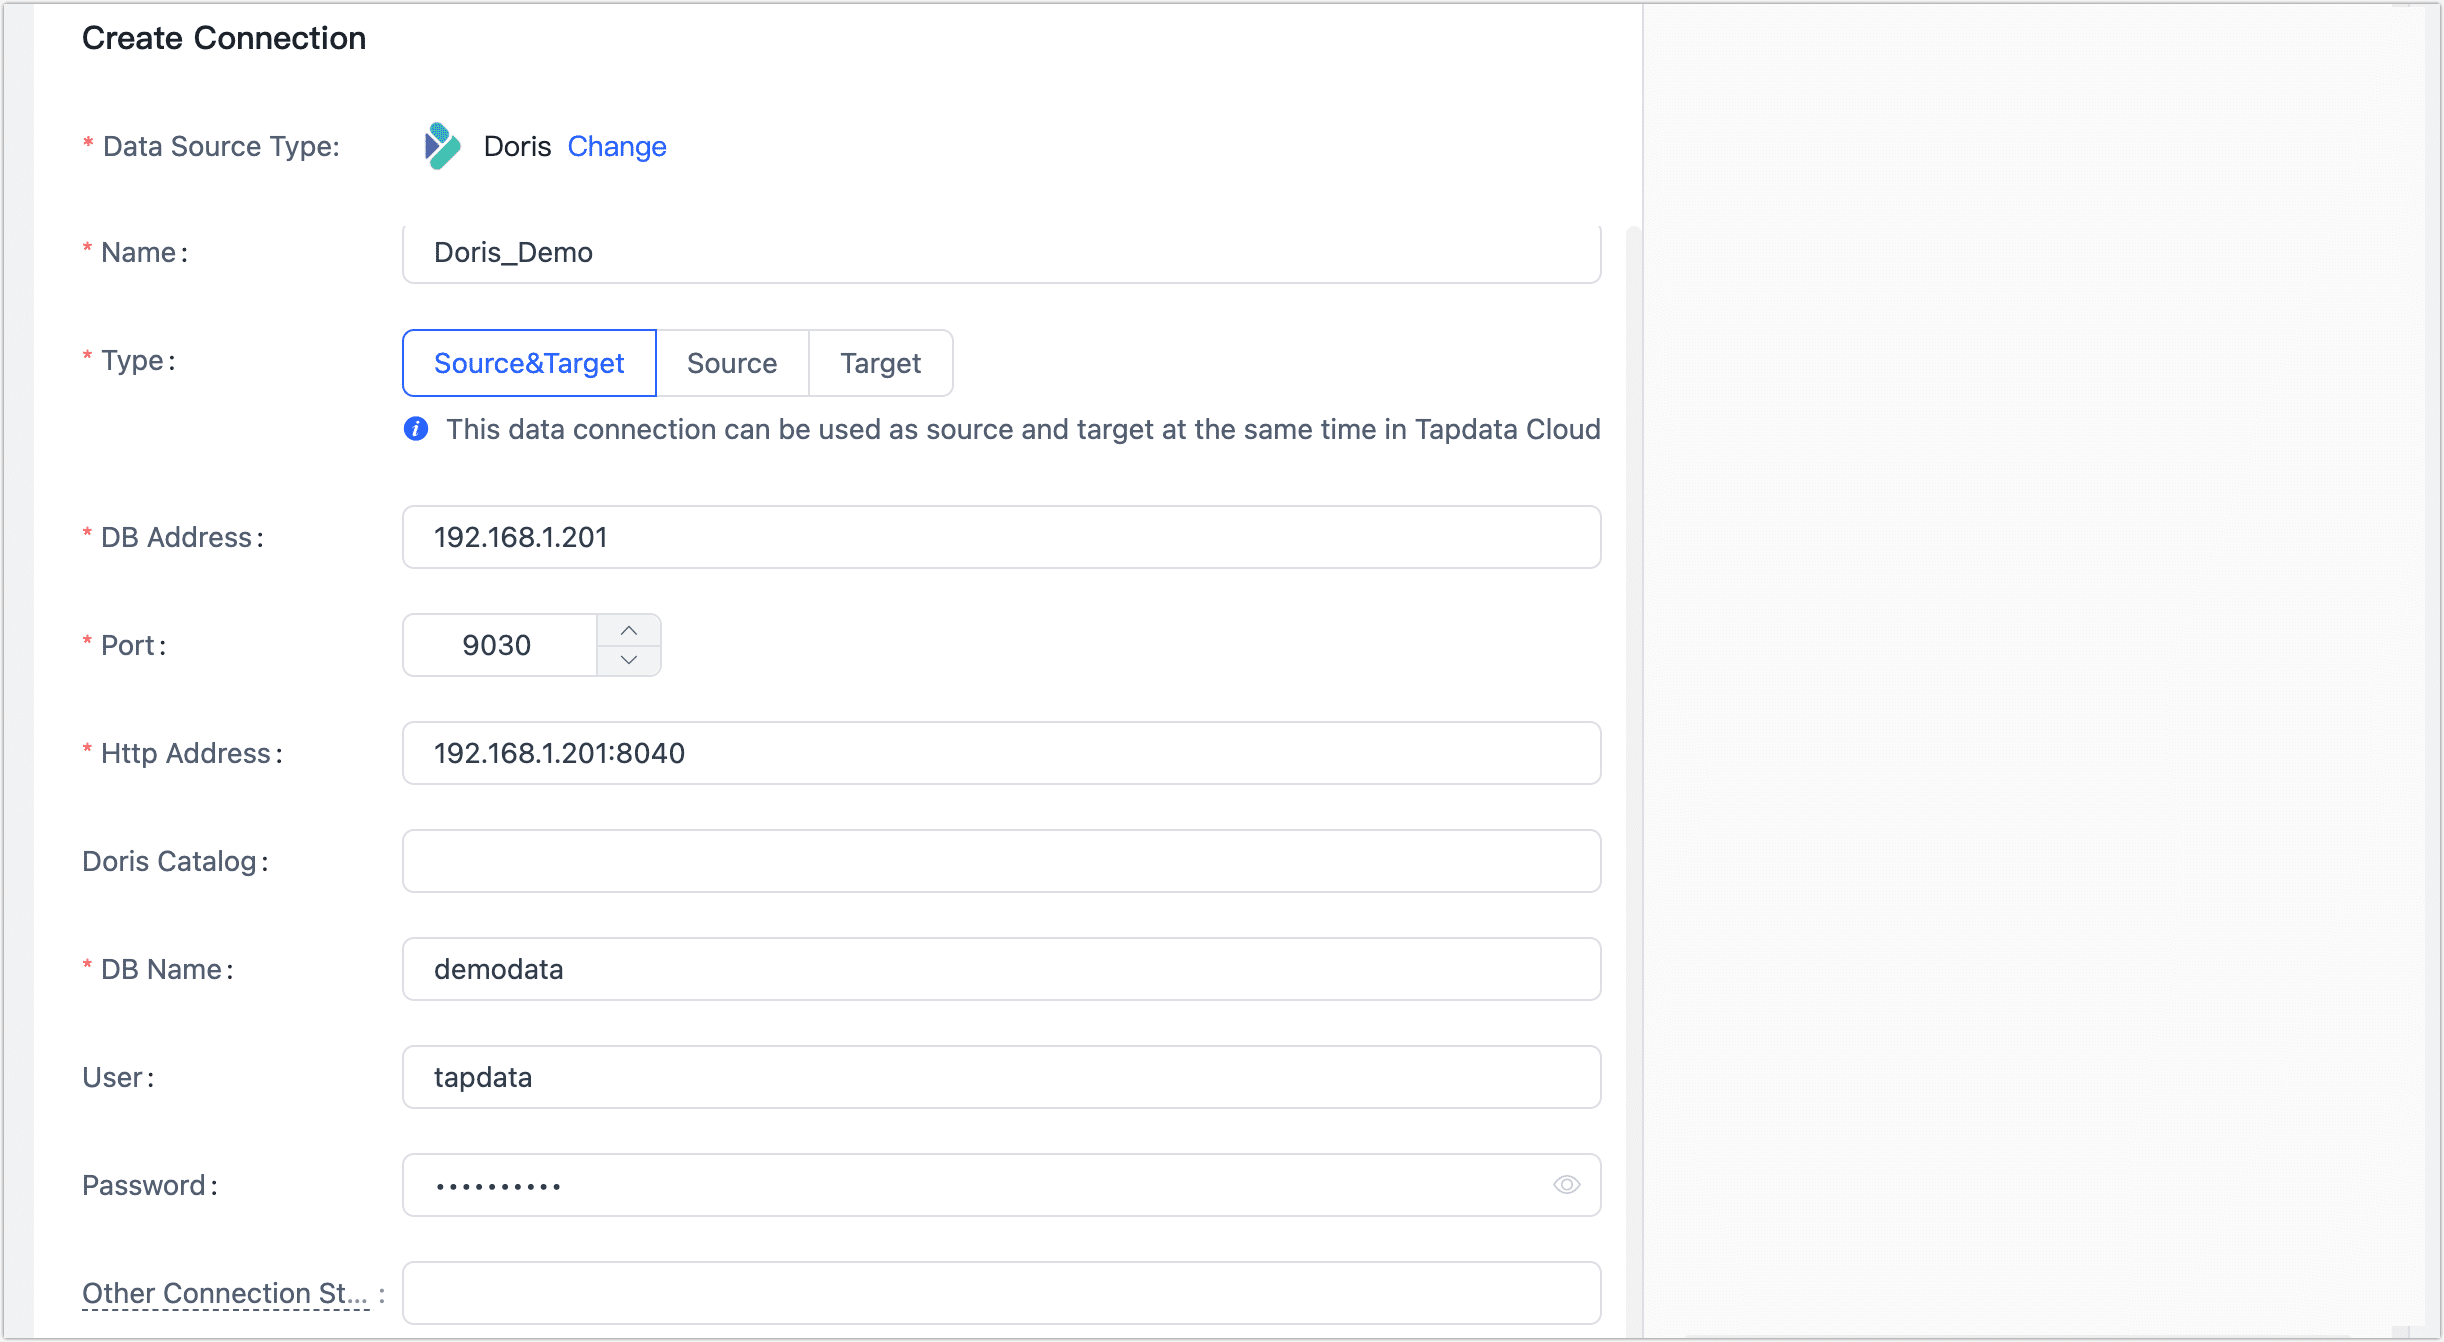 Create Connection
* Data Source Type: Doris Change
* Name: Doris_Demo
* Type: Source&Target Source Target
This data connection can be used as source and target at the same time in Tapdata Cloud
* DB Address: 192.168.1.201
* Port: 9030
* Http Address: 192.168.1.201:8040
Doris Catalog:
* DB Name: demodata
User: tapdata
Password: ••••••••••
Other Connection St... :